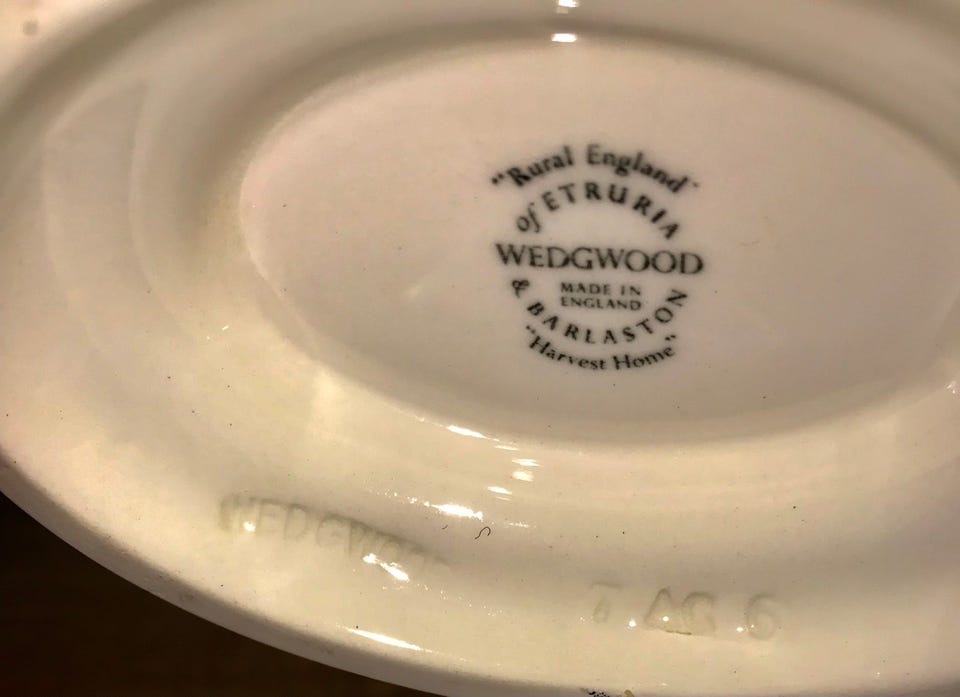 "Rural England"
of ETRURIA
WEDGWOOD
MADE IN
ENGLAND
& BARLASTON
"Harvest Home"
WEDGWOOD